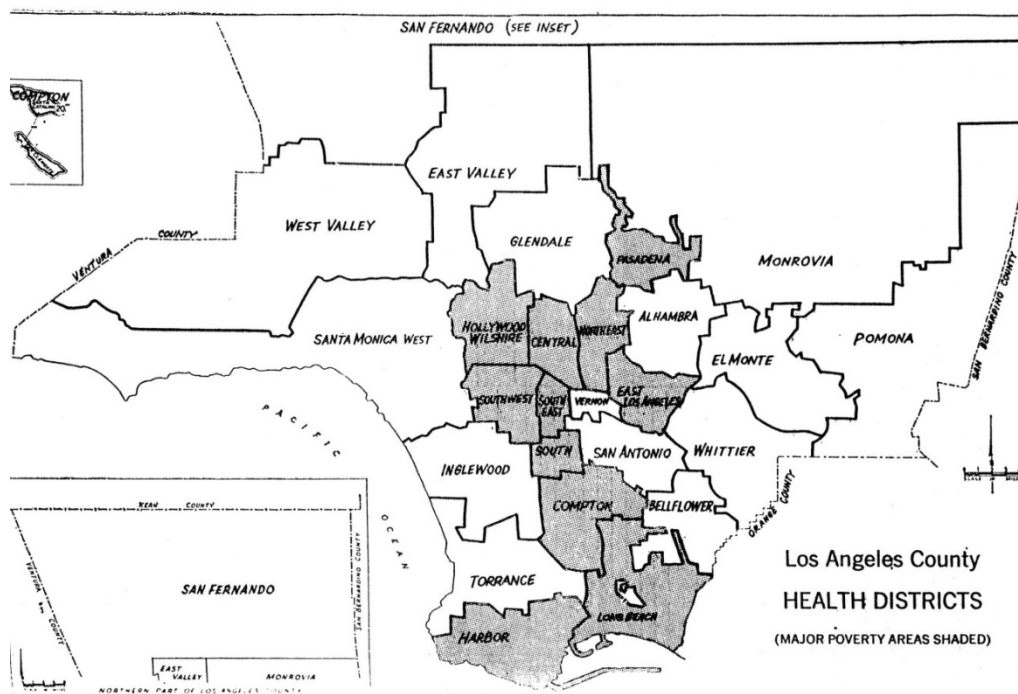 SAN FERNANDO (SEE INSET)
COMPTON
EAST VALLEY
WEST VALLEY
GLENDALE
VENTURA COUNTY
PASADENA
MONROVIA
SAN BERNARDINO COUNTY
SANTA MONICA WEST
HOLLYWOOD
WILSHIRE
CENTRAL
NORTHEAST
ALHAMBRA
POMONA
EL MONTE
SOUTHWEST
SOUTH
EAST
VERNON
EAST
LOS ANGELES
PACIFIC
OCEAN
INGLEWOOD
SOUTH
SAN ANTONIO
WHITTIER
COMPTON
BELLFLOWER
ORANGE COUNTY
TORRANCE
HARBOR
LONG BEACH
KERN COUNTY
VENTURA COUNTY
SAN FERNANDO
SAN BERNARDINO COUNTY
EAST
VALLEY
MONROVIA
NORTHERN PART OF LOS ANGELES COUNTY
Los Angeles County
HEALTH DISTRICTS
(MAJOR POVERTY AREAS SHADED)